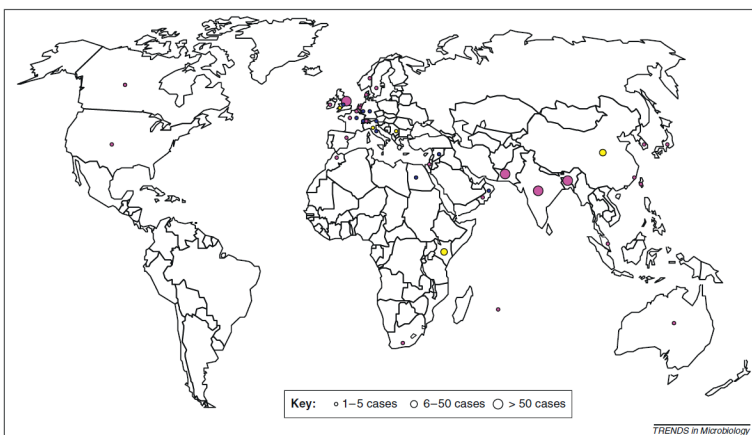 Key: 1–5 cases 6–50 cases > 50 cases
TRENDS in Microbiology